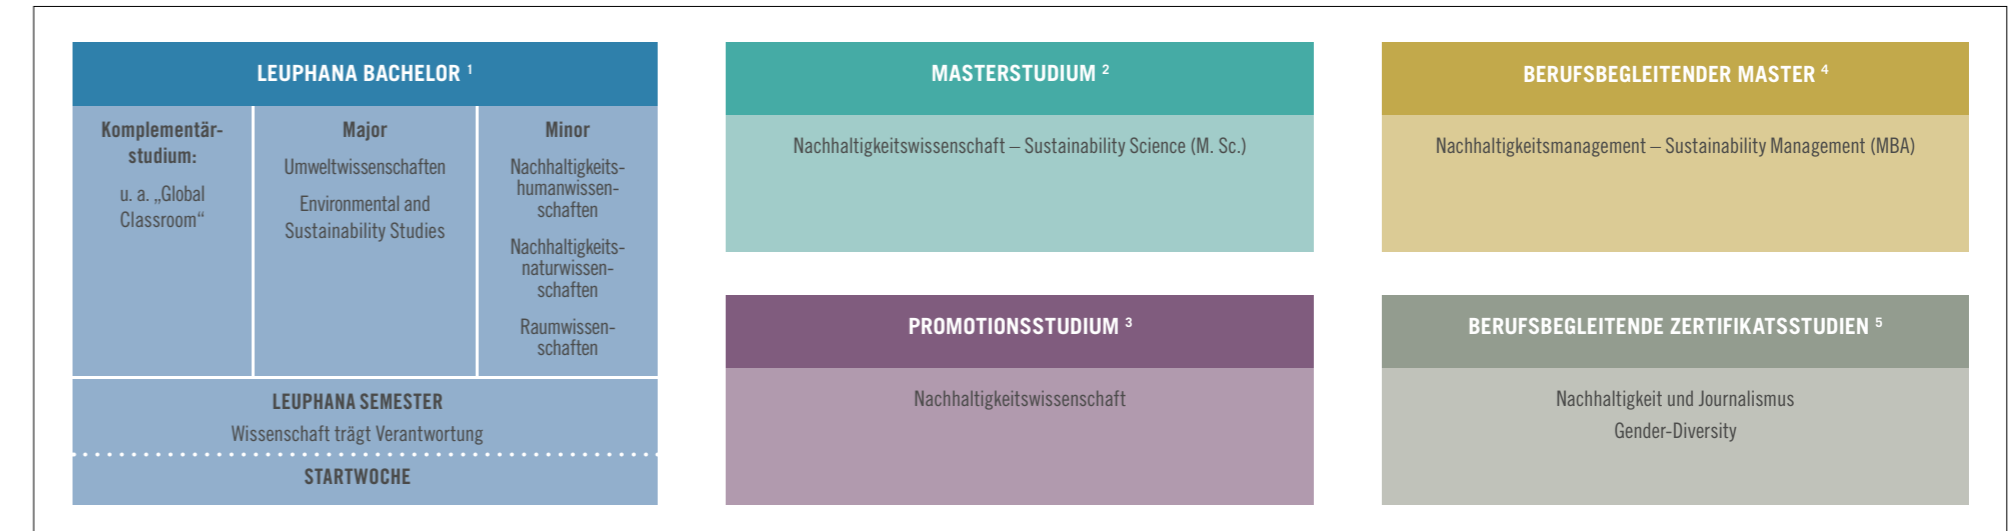 LEUPHANA BACHELOR ¹
Komplementär-
studium:
u. a. „Global
Classroom“
Major
Umweltwissenschaften
Environmental and
Sustainability Studies
Minor
Nachhaltigkeits-
humanwissen-
schaften
Nachhaltigkeits-
naturwissen-
schaften
Raumwissen-
schaften
LEUPHANA SEMESTER
Wissenschaft trägt Verantwortung
STARTWOCHE
MASTERSTUDIUM ²
Nachhaltigkeitswissenschaft – Sustainability Science (M. Sc.)
BERUFSBEGLEITENDER MASTER ⁴
Nachhaltigkeitsmanagement – Sustainability Management (MBA)
PROMOTIONSSTUDIUM ³
Nachhaltigkeitswissenschaft
BERUFSBEGLEITENDE ZERTIFIKATSSTUDIEN ⁵
Nachhaltigkeit und Journalismus
Gender-Diversity